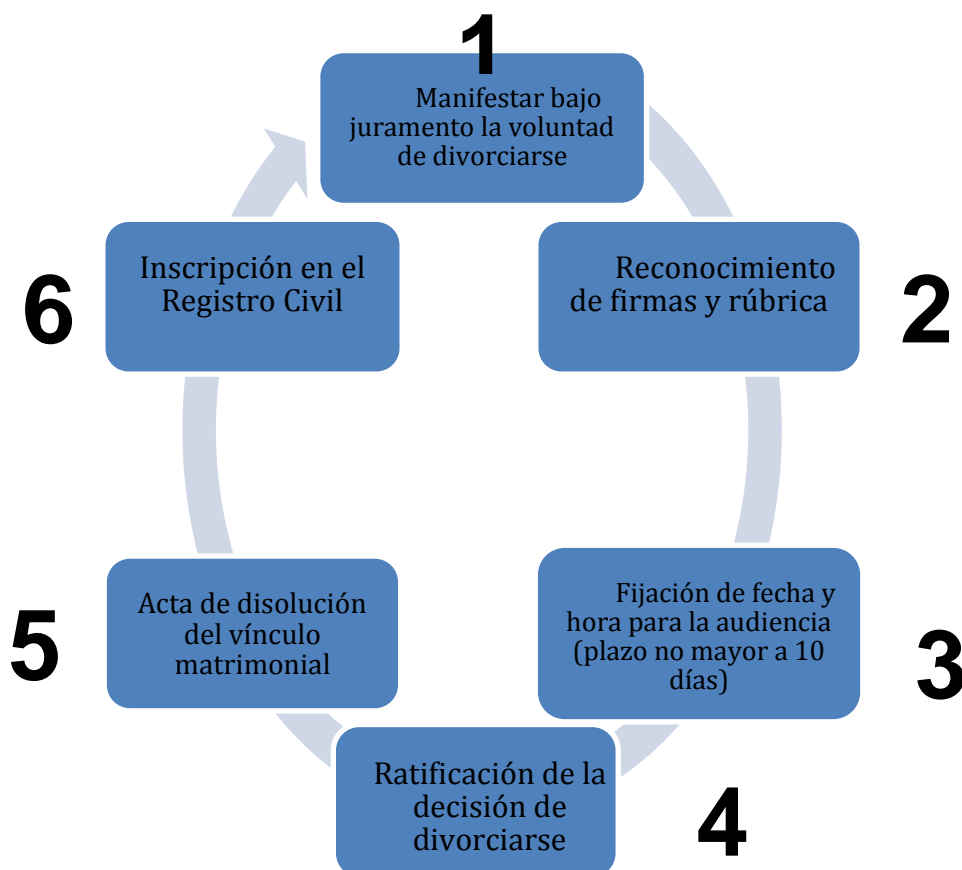 1
Manifestar bajo
juramento la voluntad
de divorciarse
2
Reconocimiento
de firmas y rúbrica
3
Fijación de fecha y
hora para la audiencia
(plazo no mayor a 10
días)
4
Ratificación de la
decisión de
divorciarse
5
Acta de disolución
del vínculo
matrimonial
6
Inscripción en el
Registro Civil